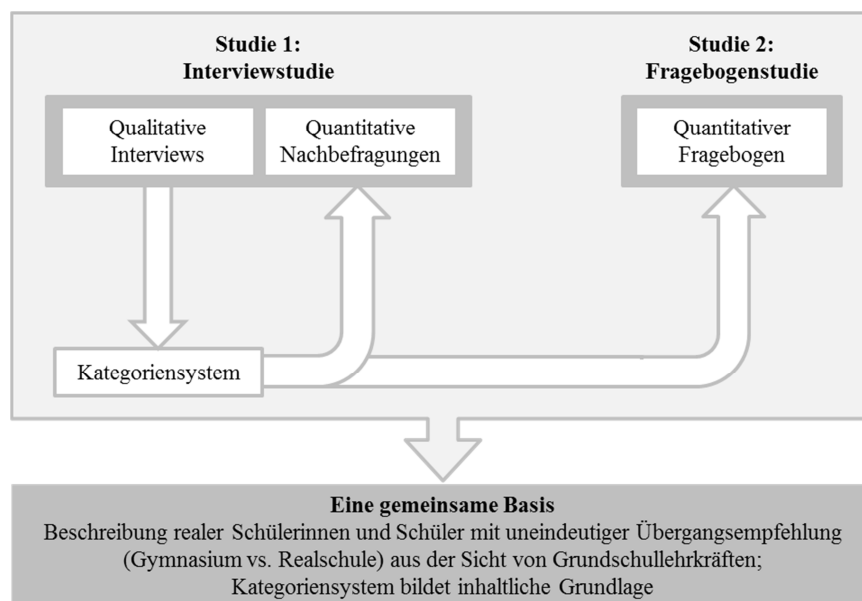 Studie 1:
Interviewstudie
Qualitative
Interviews
Quantitative
Nachbefragungen
Studie 2:
Fragebogenstudie
Quantitativer
Fragebogen
Kategoriensystem
Eine gemeinsame Basis
Beschreibung realer Schülerinnen und Schüler mit uneindeutiger Übergangsempfehlung
(Gymnasium vs. Realschule) aus der Sicht von Grundschullehrkräften;
Kategoriensystem bildet inhaltliche Grundlage